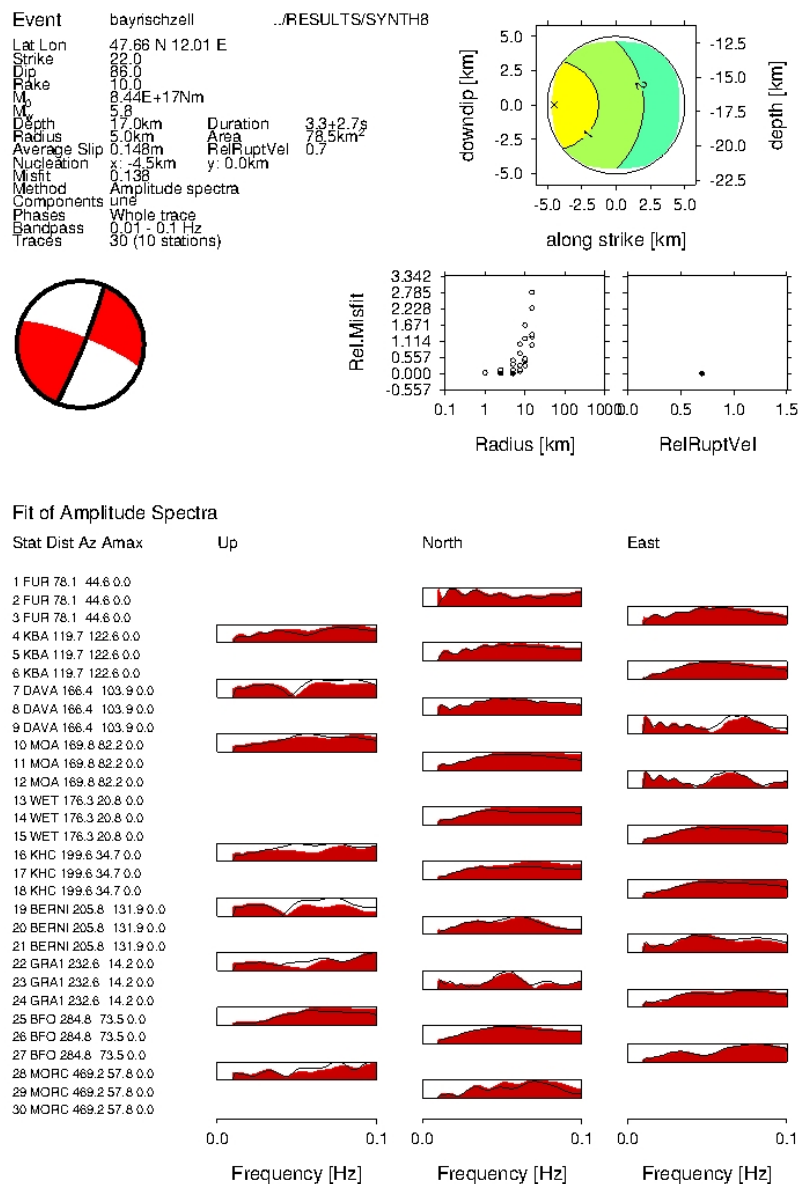 Event bayrischzell ../RESULTS/SYNTH8
Lat Lon 47.66 N 12.01 E
Strike 22.0
Dip 86.0
Rake 10.0
M0 8.44E+17Nm
Mw 5.8
Depth 17.0km Duration 3.3+2.7s
Radius 5.0km Area 78.5km²
Average Slip 0.148m RelRuptVel 0.7
Nucleation x: -4.5km y: 0.0km
Misfit 0.138
Method Amplitude spectra
Components une
Phases Whole trace
Bandpass 0.01 - 0.1 Hz
Traces 30 (10 stations)
downdip [km]
5.0
2.5
0.0
-2.5
-5.0
1
2
-12.5
-15.0
-17.5
-20.0
-22.5
depth [km]
-5.0 -2.5 0.0 2.5 5.0
along strike [km]
Rel.Misfit
3.342
2.785
2.228
1.671
1.114
0.557
0.000
-0.557
0.1 1 10 100 1000
0.0 0.5 1.0 1.5
Radius [km] RelRuptVel
Fit of Amplitude Spectra
Stat Dist Az Amax Up North East
1 FUR 78.1 44.6 0.0
2 FUR 78.1 44.6 0.0
3 FUR 78.1 44.6 0.0
4 KBA 119.7 122.6 0.0
5 KBA 119.7 122.6 0.0
6 KBA 119.7 122.6 0.0
7 DAVA 166.4 103.9 0.0
8 DAVA 166.4 103.9 0.0
9 DAVA 166.4 103.9 0.0
10 MOA 169.8 82.2 0.0
11 MOA 169.8 82.2 0.0
12 MOA 169.8 82.2 0.0
13 WET 176.3 20.8 0.0
14 WET 176.3 20.8 0.0
15 WET 176.3 20.8 0.0
16 KHC 199.6 34.7 0.0
17 KHC 199.6 34.7 0.0
18 KHC 199.6 34.7 0.0
19 BERNI 205.8 131.9 0.0
20 BERNI 205.8 131.9 0.0
21 BERNI 205.8 131.9 0.0
22 GRA1 232.6 14.2 0.0
23 GRA1 232.6 14.2 0.0
24 GRA1 232.6 14.2 0.0
25 BFO 284.8 73.5 0.0
26 BFO 284.8 73.5 0.0
27 BFO 284.8 73.5 0.0
28 MORC 469.2 57.8 0.0
29 MORC 469.2 57.8 0.0
30 MORC 469.2 57.8 0.0
0.0 0.1 0.0 0.1 0.0 0.1
Frequency [Hz] Frequency [Hz] Frequency [Hz]